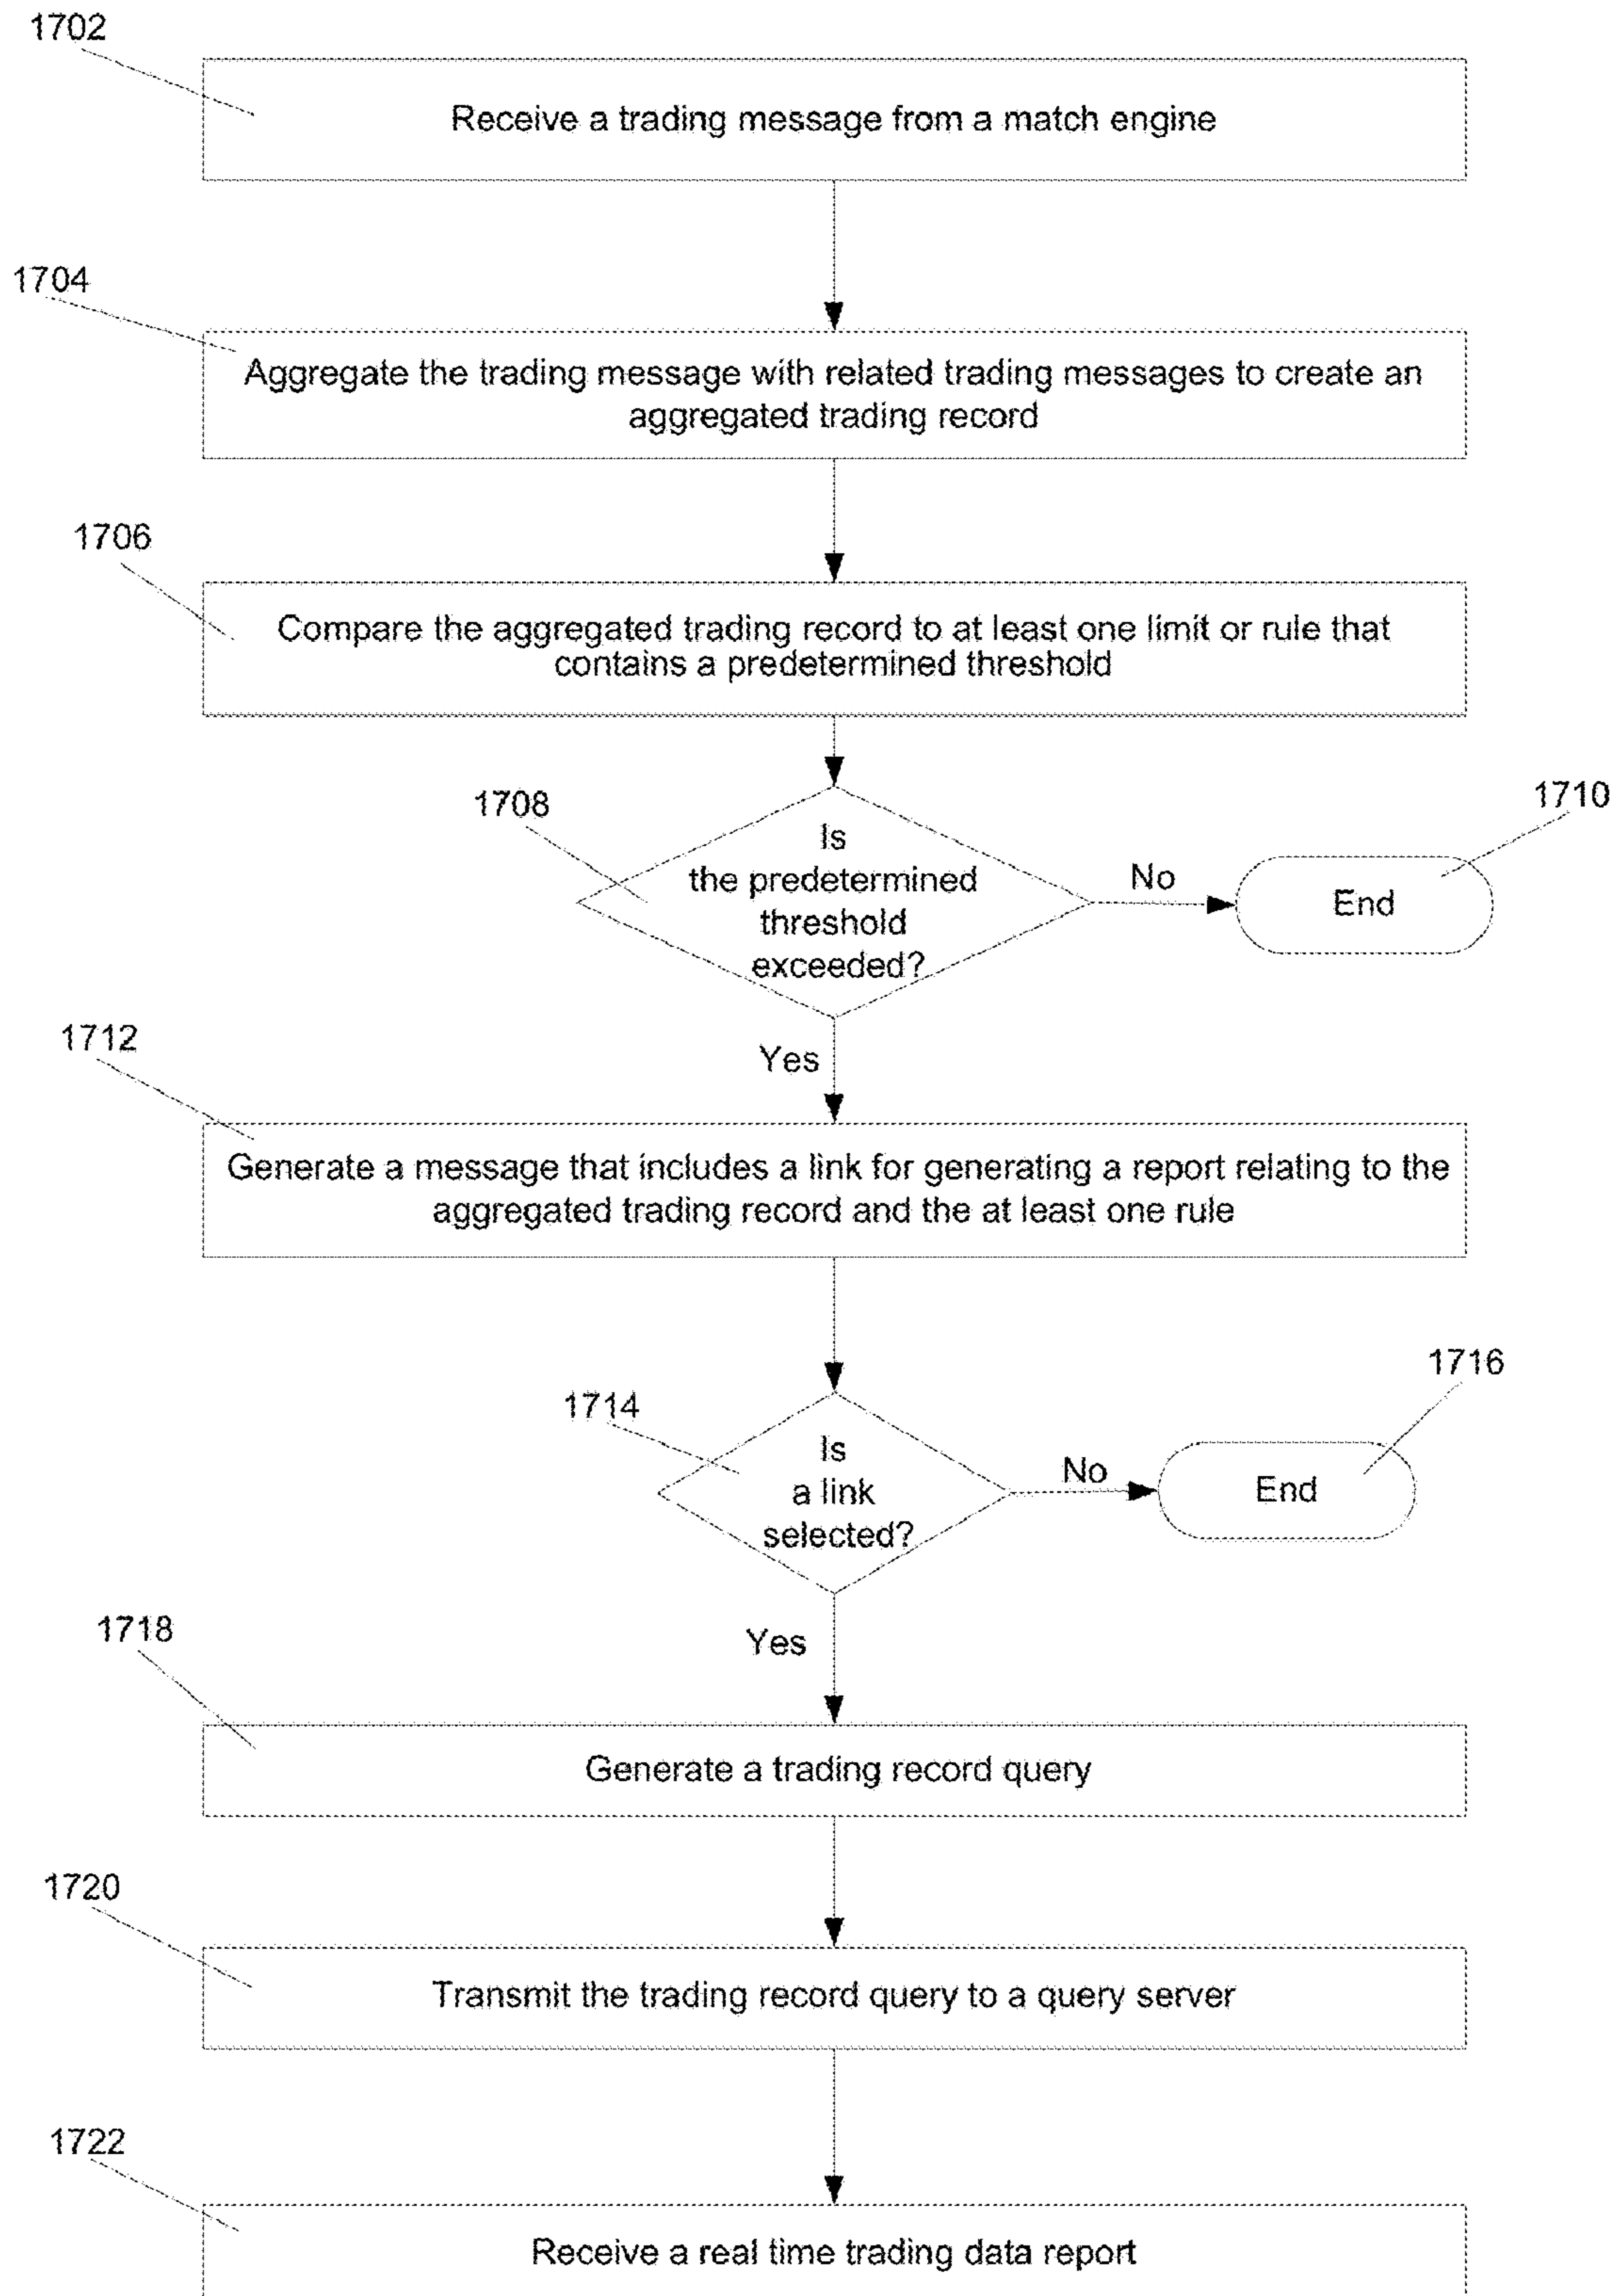 1702
Receive a trading message from a match engine
1704
Aggregate the trading message with related trading messages to create an
aggregated trading record
1706
Compare the aggregated trading record to at least one limit or rule that
contains a predetermined threshold
1708
Is
the predetermined
threshold
exceeded?
No
1710
End
Yes
1712
Generate a message that includes a link for generating a report relating to the
aggregated trading record and the at least one rule
1714
Is
a link
selected?
No
1716
End
Yes
1718
Generate a trading record query
1720
Transmit the trading record query to a query server
1722
Receive a real time trading data report